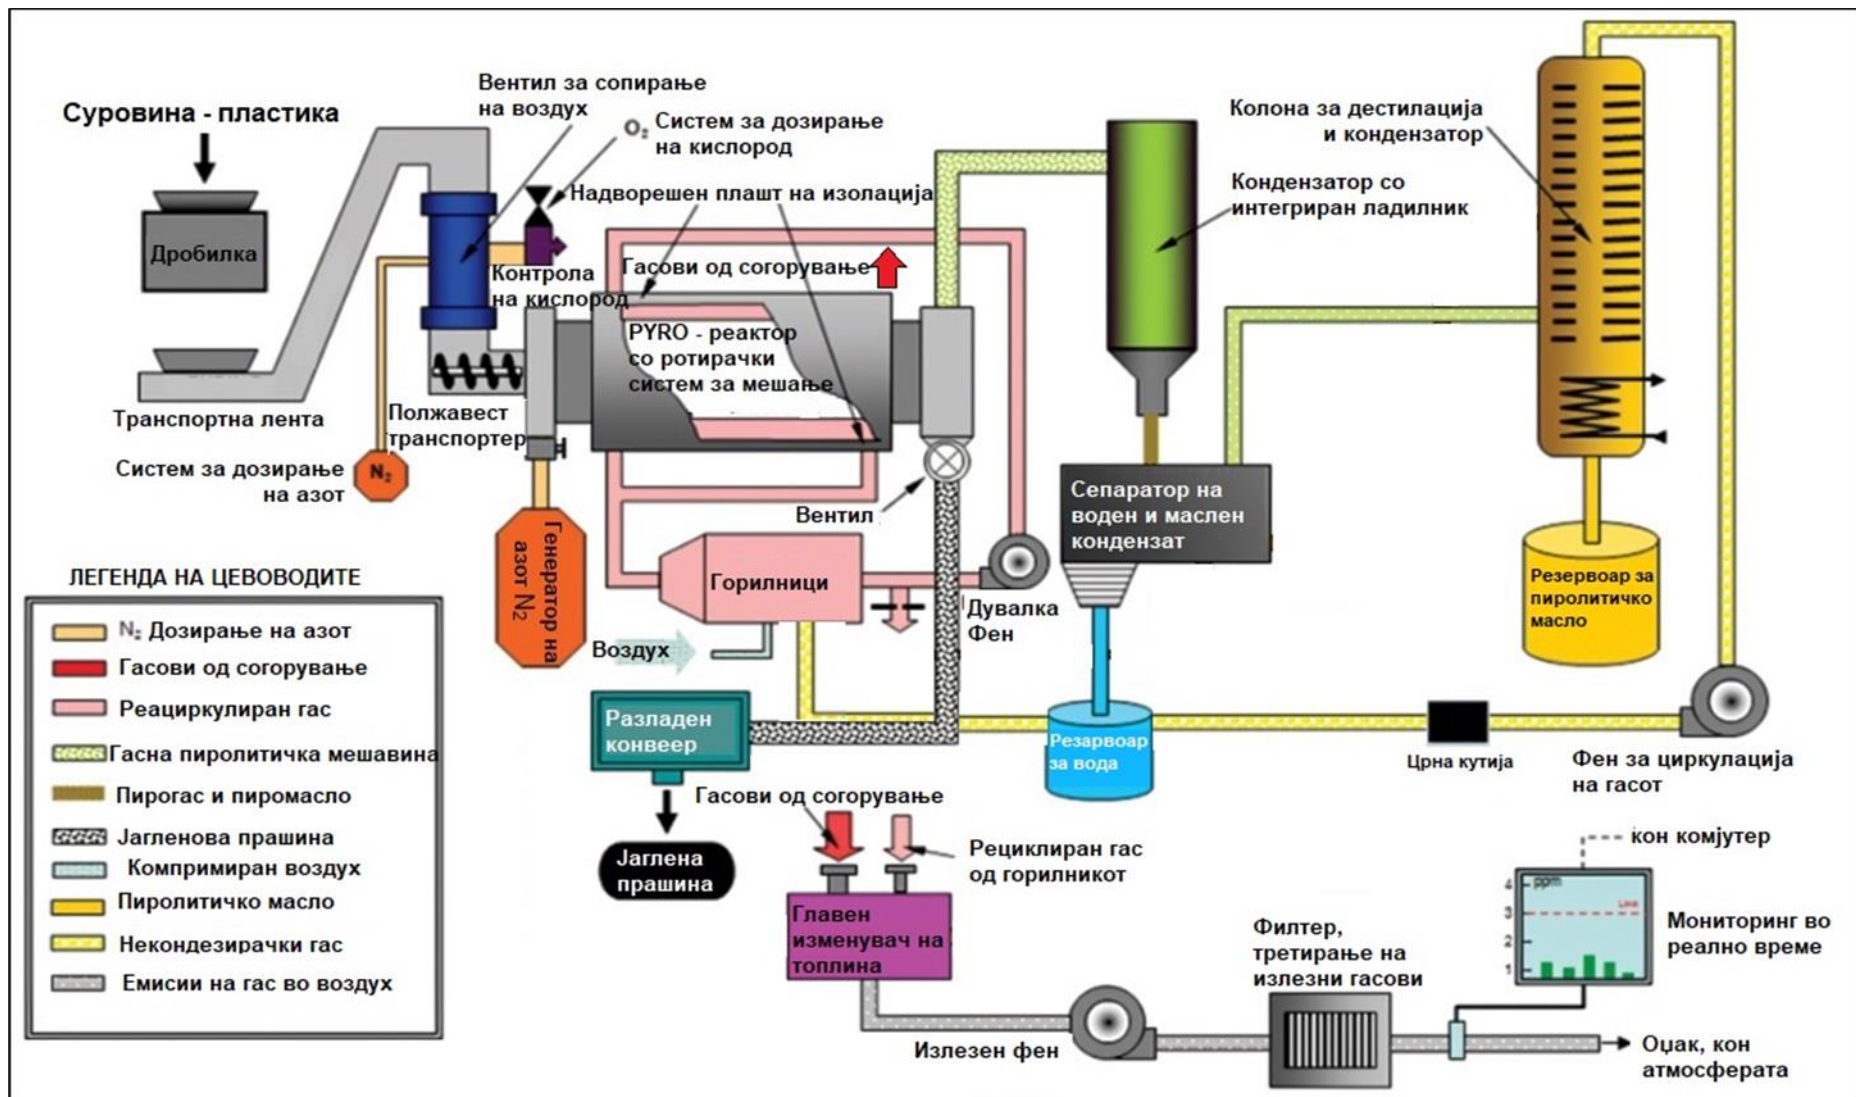 Суровина - пластика
Дробилка
Транспортна лента
Вентил за сопирање
на воздух
O₂ Систем за дозирање
на кислород
Надворешен плашт на изолација
Контрола
на кислород
Гасови од согорување
PYRO - реактор
со ротирачки
систем за мешање
Полжавест
транспортер
Систем за дозирање
на азот
N₂
Генератор на
азот N₂
Вентил
Горилници
Дувалка
Фен
Воздух
Разладен
конвеер
Јаглена
прашина
Колона за дестилација
и кондензатор
Кондензатор со
интегриран ладилник
Сепаратор на
воден и маслен
кондензат
Резервоар за
пиролитичко
масло
Резарвоар
за вода
Црна кутија
Фен за циркулација
на гасот
Гасови од согорување
Рециклиран гас
од горилникот
Главен
изменувач на
топлина
Излезен фен
Филтер,
третирање на
излезни гасови
кон комјутер
ppm
4
3
2
1
Мониторинг во
реално време
Оџак, кон
атмосферата
ЛЕГЕНДА НА ЦЕВОВОДИТЕ
N₂ Дозирање на азот
Гасови од согорување
Реациркулиран гас
Гасна пиролитичка мешавина
Пирогас и пиромасло
Јагленова прашина
Компримиран воздух
Пиролитичко масло
Некондезирачки гас
Емисии на гас во воздух